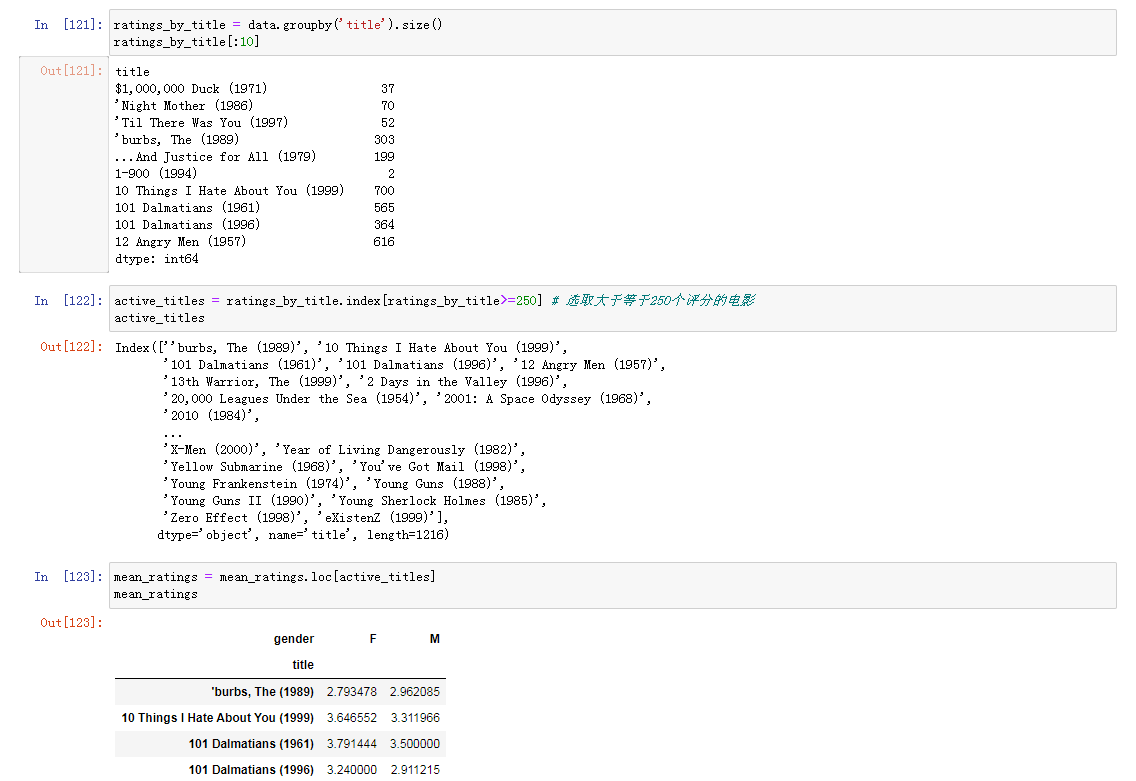 In [121]: ratings_by_title = data.groupby('title').size()
ratings_by_title[:10]
Out[121]: title
$1,000,000 Duck (1971) 37
'Night Mother (1986) 70
'Til There Was You (1997) 52
'burbs, The (1989) 303
...And Justice for All (1979) 199
1-900 (1994) 2
10 Things I Hate About You (1999) 700
101 Dalmatians (1961) 565
101 Dalmatians (1996) 364
12 Angry Men (1957) 616
dtype: int64
In [122]: active_titles = ratings_by_title.index[ratings_by_title>=250] # 选取大于等于250个评分的电影
active_titles
Out[122]: Index([''burbs, The (1989)', '10 Things I Hate About You (1999)',
'101 Dalmatians (1961)', '101 Dalmatians (1996)', '12 Angry Men (1957)',
'13th Warrior, The (1999)', '2 Days in the Valley (1996)',
'20,000 Leagues Under the Sea (1954)', '2001: A Space Odyssey (1968)',
'2010 (1984)',
...
'X-Men (2000)', 'Year of Living Dangerously (1982)',
'Yellow Submarine (1968)', 'You've Got Mail (1998)',
'Young Frankenstein (1974)', 'Young Guns (1988)',
'Young Guns II (1990)', 'Young Sherlock Holmes (1985)',
'Zero Effect (1998)', 'eXistenZ (1999)'],
dtype='object', name='title', length=1216)
In [123]: mean_ratings = mean_ratings.loc[active_titles]
mean_ratings
Out[123]:
gender F M
title
'burbs, The (1989) 2.793478 2.962085
10 Things I Hate About You (1999) 3.646552 3.311966
101 Dalmatians (1961) 3.791444 3.500000
101 Dalmatians (1996) 3.240000 2.911215